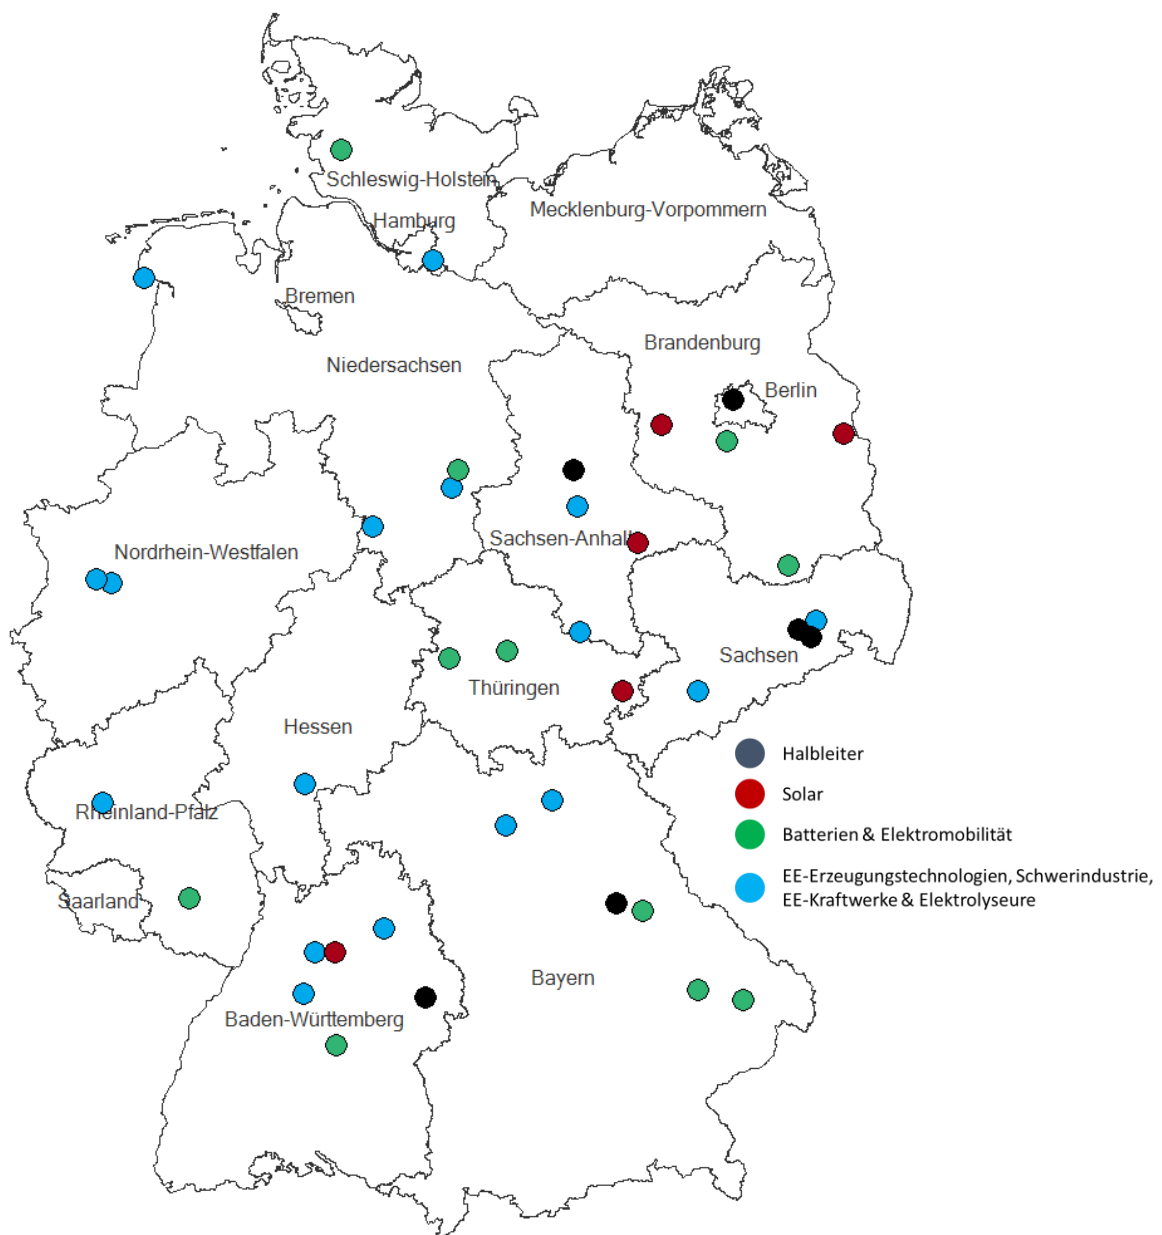 Schleswig-Holstein
Mecklenburg-Vorpommern
Hamburg
Bremen
Brandenburg
Niedersachsen
Berlin
Sachsen-Anhalt
Nordrhein-Westfalen
Sachsen
Thüringen
Hessen
Halbleiter
Solar
Rheinland-Pfalz
Batterien & Elektromobilität
EE-Erzeugungstechnologien, Schwerindustrie,
EE-Kraftwerke & Elektrolyseure
Saarland
Bayern
Baden-Württemberg